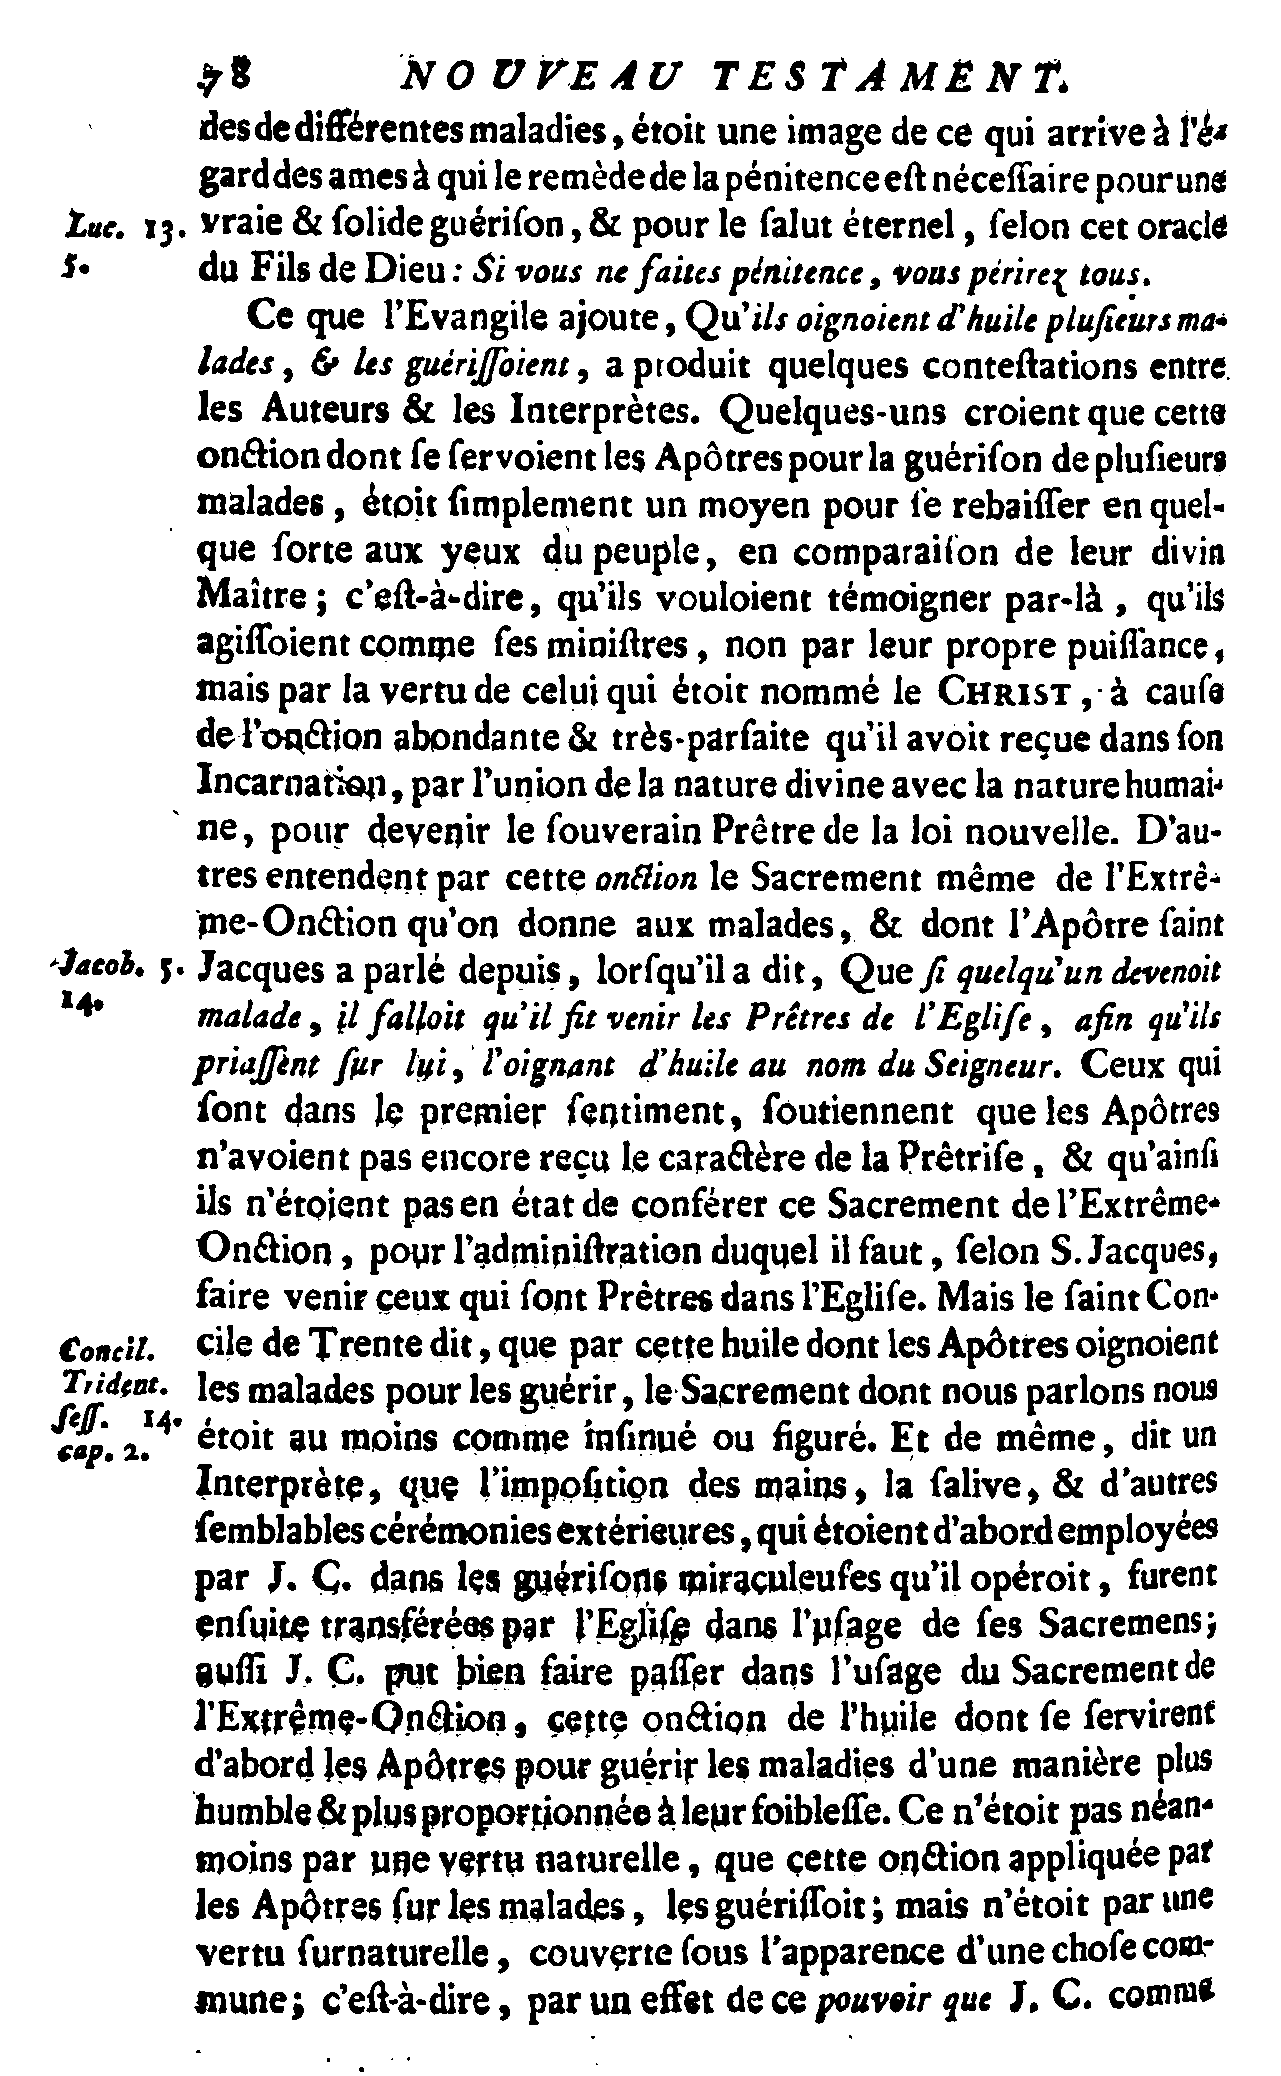 78 NOUVEAU TESTAMENT.
des de différentes maladies, étoit une image de ce qui arrive à l'é-
gard des ames à qui le remède de la pénitence eſt néceſſaire pour une
Luc. 13. vraie & ſolide guériſon, & pour le ſalut éternel, ſelon cet oracle
5. du Fils de Dieu : Si vous ne faites pénitence, vous périrez tous.
Ce que l'Evangile ajoute, Qu'ils oignoient d'huile pluſieurs ma-
lades, & les guériſſoient, a produit quelques conteſtations entre
les Auteurs & les Interprètes. Quelques-uns croient que cette
onction dont ſe ſervoient les Apôtres pour la guériſon de pluſieurs
malades, étoit ſimplement un moyen pour ſe rebaiſſer en quel-
que ſorte aux yeux du peuple, en comparaiſon de leur divin
Maître ; c'eſt-à-dire, qu'ils vouloient témoigner par-là, qu'ils
agiſſoient comme ſes miniſtres, non par leur propre puiſſance,
mais par la vertu de celui qui étoit nommé le CHRIST, à cauſe
de l'onction abondante & très-parfaite qu'il avoit reçue dans ſon
Incarnation, par l'union de la nature divine avec la nature humai-
ne, pour devenir le ſouverain Prêtre de la loi nouvelle. D'au-
tres entendent par cette onction le Sacrement même de l'Extrê-
me-Onction qu'on donne aux malades, & dont l'Apôtre ſaint
Jacob. 5. Jacques a parlé depuis, lorſqu'il a dit, Que ſi quelqu'un devenoit
14. malade, il falloit qu'il fit venir les Prêtres de l'Egliſe, afin qu'ils
priaſſent ſur lui, l'oignant d'huile au nom du Seigneur. Ceux qui
ſont dans le premier ſentiment, ſoutiennent que les Apôtres
n'avoient pas encore reçu le caractère de la Prêtriſe, & qu'ainſi
ils n'étoient pas en état de conférer ce Sacrement de l'Extrême-
Onction, pour l'adminiſtration duquel il faut, ſelon S. Jacques,
faire venir ceux qui ſont Prêtres dans l'Egliſe. Mais le ſaint Con-
Concil. cile de Trente dit, que par cette huile dont les Apôtres oignoient
Trident. les malades pour les guérir, le Sacrement dont nous parlons nous
ſeſſ. 14. étoit au moins comme inſinué ou figuré. Et de même, dit un
cap. 2. Interprète, que l'impoſition des mains, la ſalive, & d'autres
ſemblables cérémonies extérieures, qui étoient d'abord employées
par J. C. dans les guériſons miraculeuſes qu'il opéroit, furent
enſuite transférées par l'Egliſe dans l'uſage de ſes Sacremens ;
auſſi J. C. put bien faire paſſer dans l'uſage du Sacrement de
l'Extrême-Onction, cette onction de l'huile dont ſe ſervirent
d'abord les Apôtres pour guérir les maladies d'une manière plus
humble & plus proportionnée à leur foibleſſe. Ce n'étoit pas néan-
moins par une vertu naturelle, que cette onction appliquée par
les Apôtres ſur les malades, les guériſſoit ; mais n'étoit par une
vertu ſurnaturelle, couverte ſous l'apparence d'une choſe com-
mune ; c'eſt-à-dire, par un effet de ce pouvoir que J. C. comme